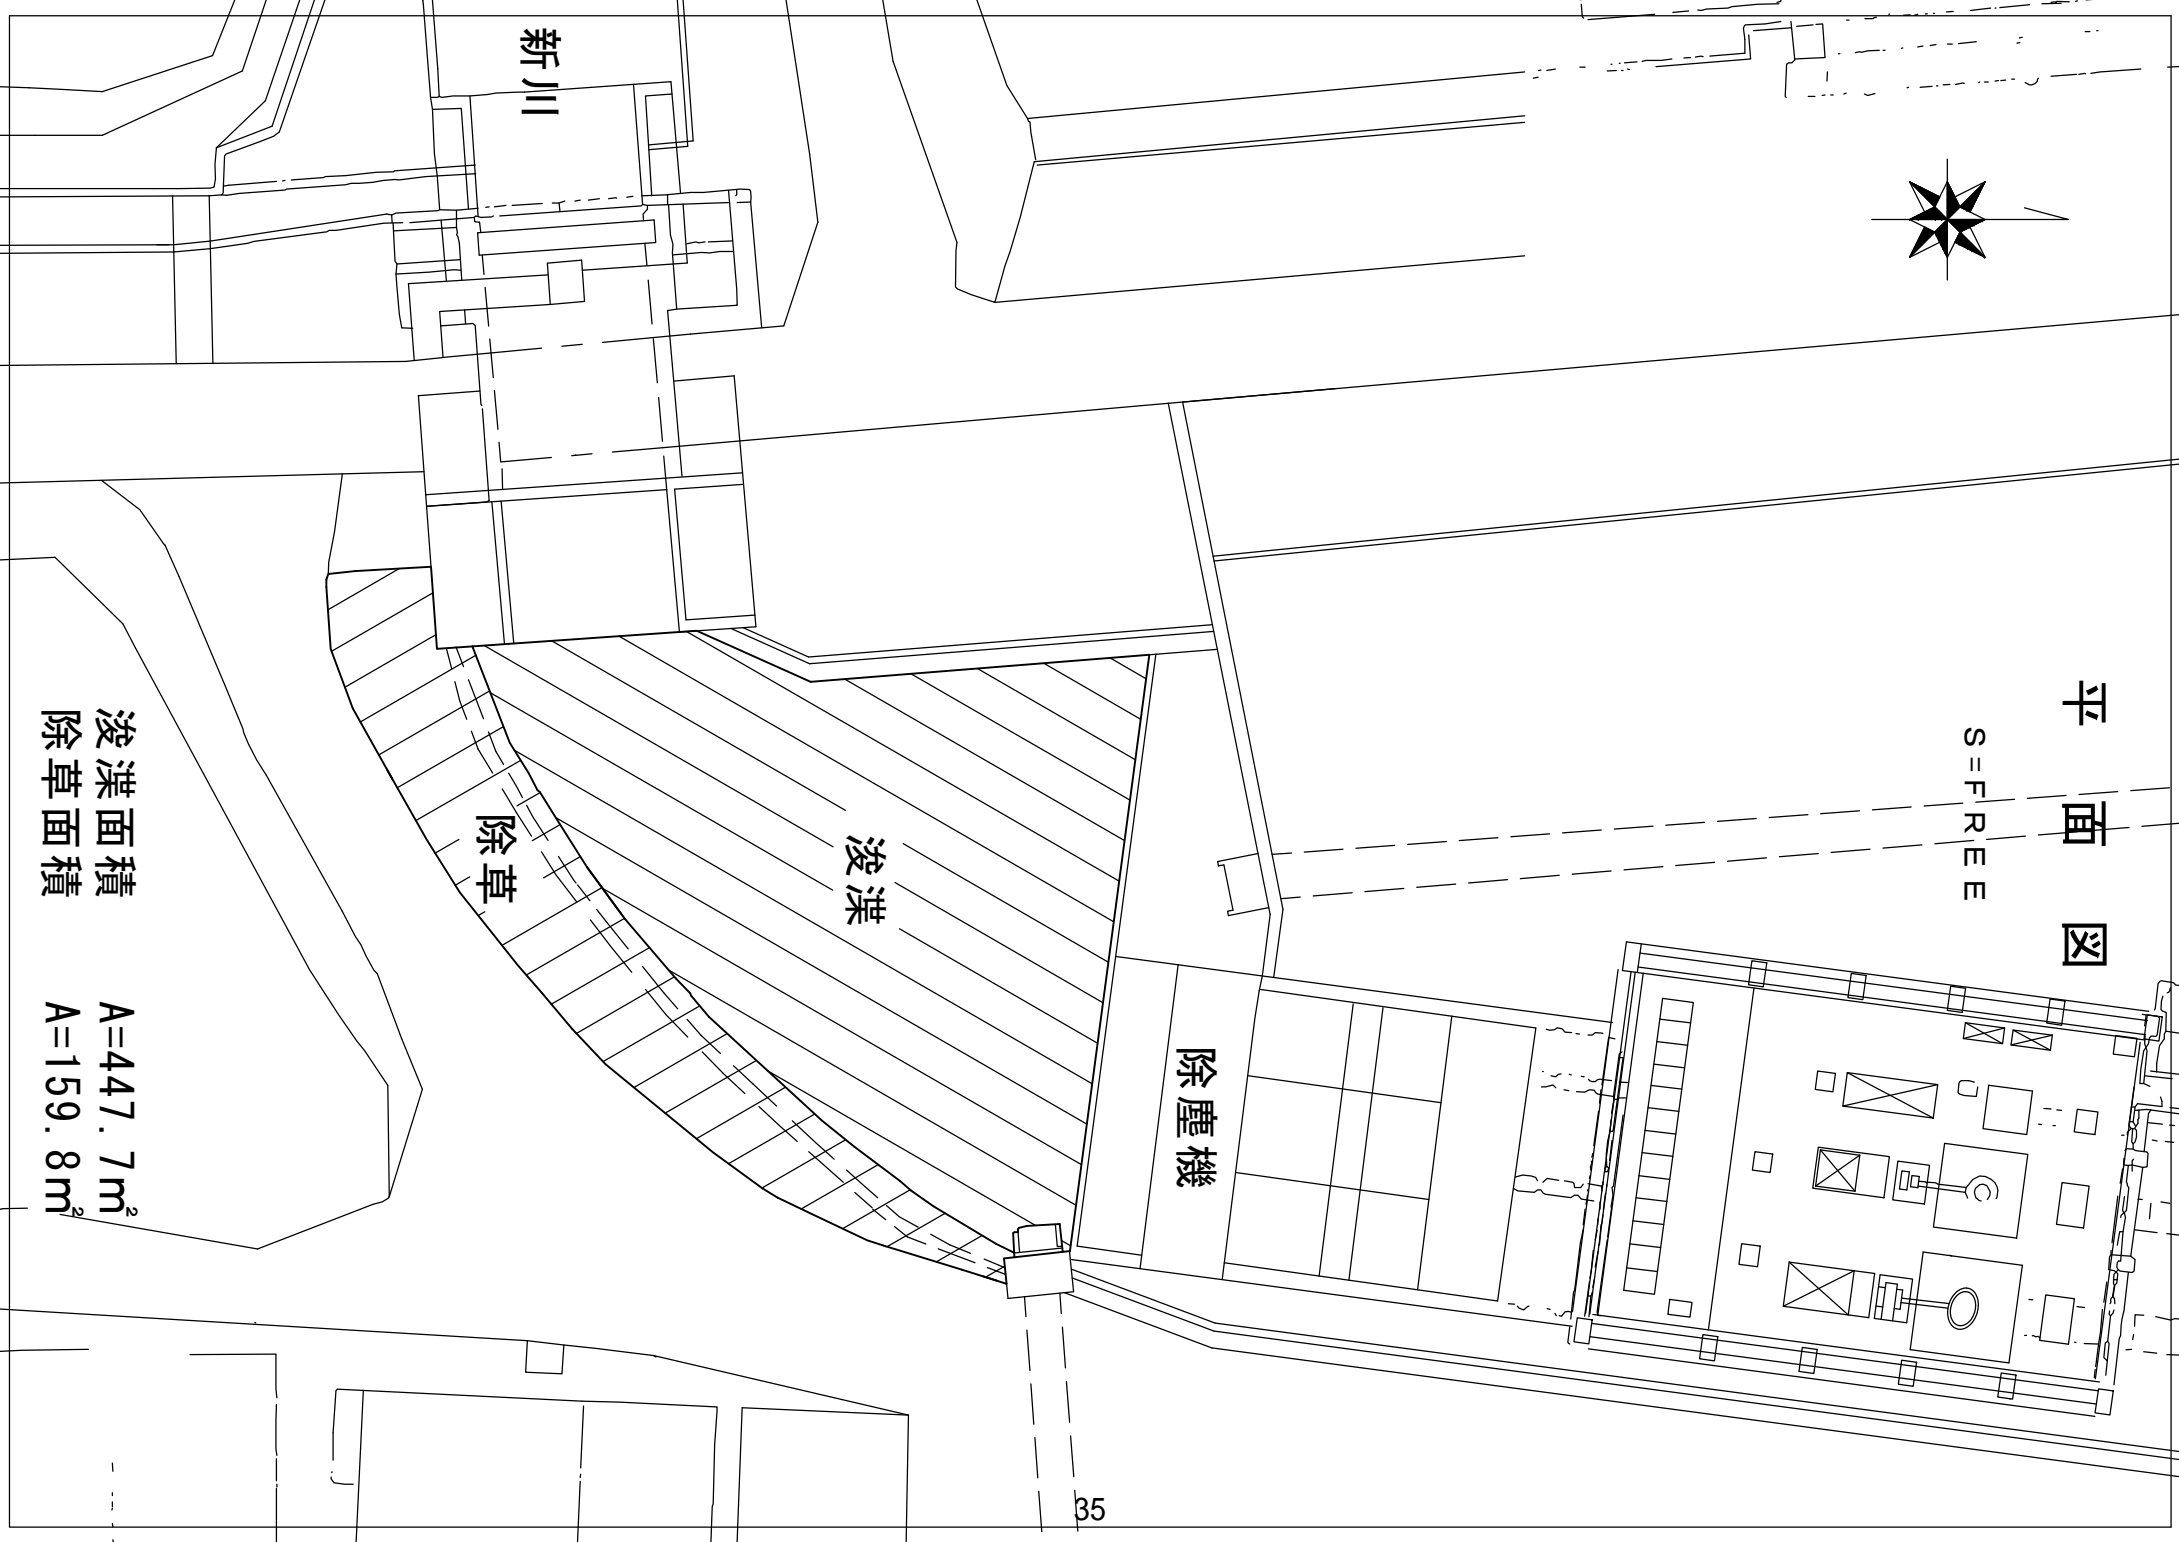 平面図
S=FREE
新川
浚渫
除草
除塵機
浚渫面積 A=447.7㎡
除草面積 A=159.8㎡
35